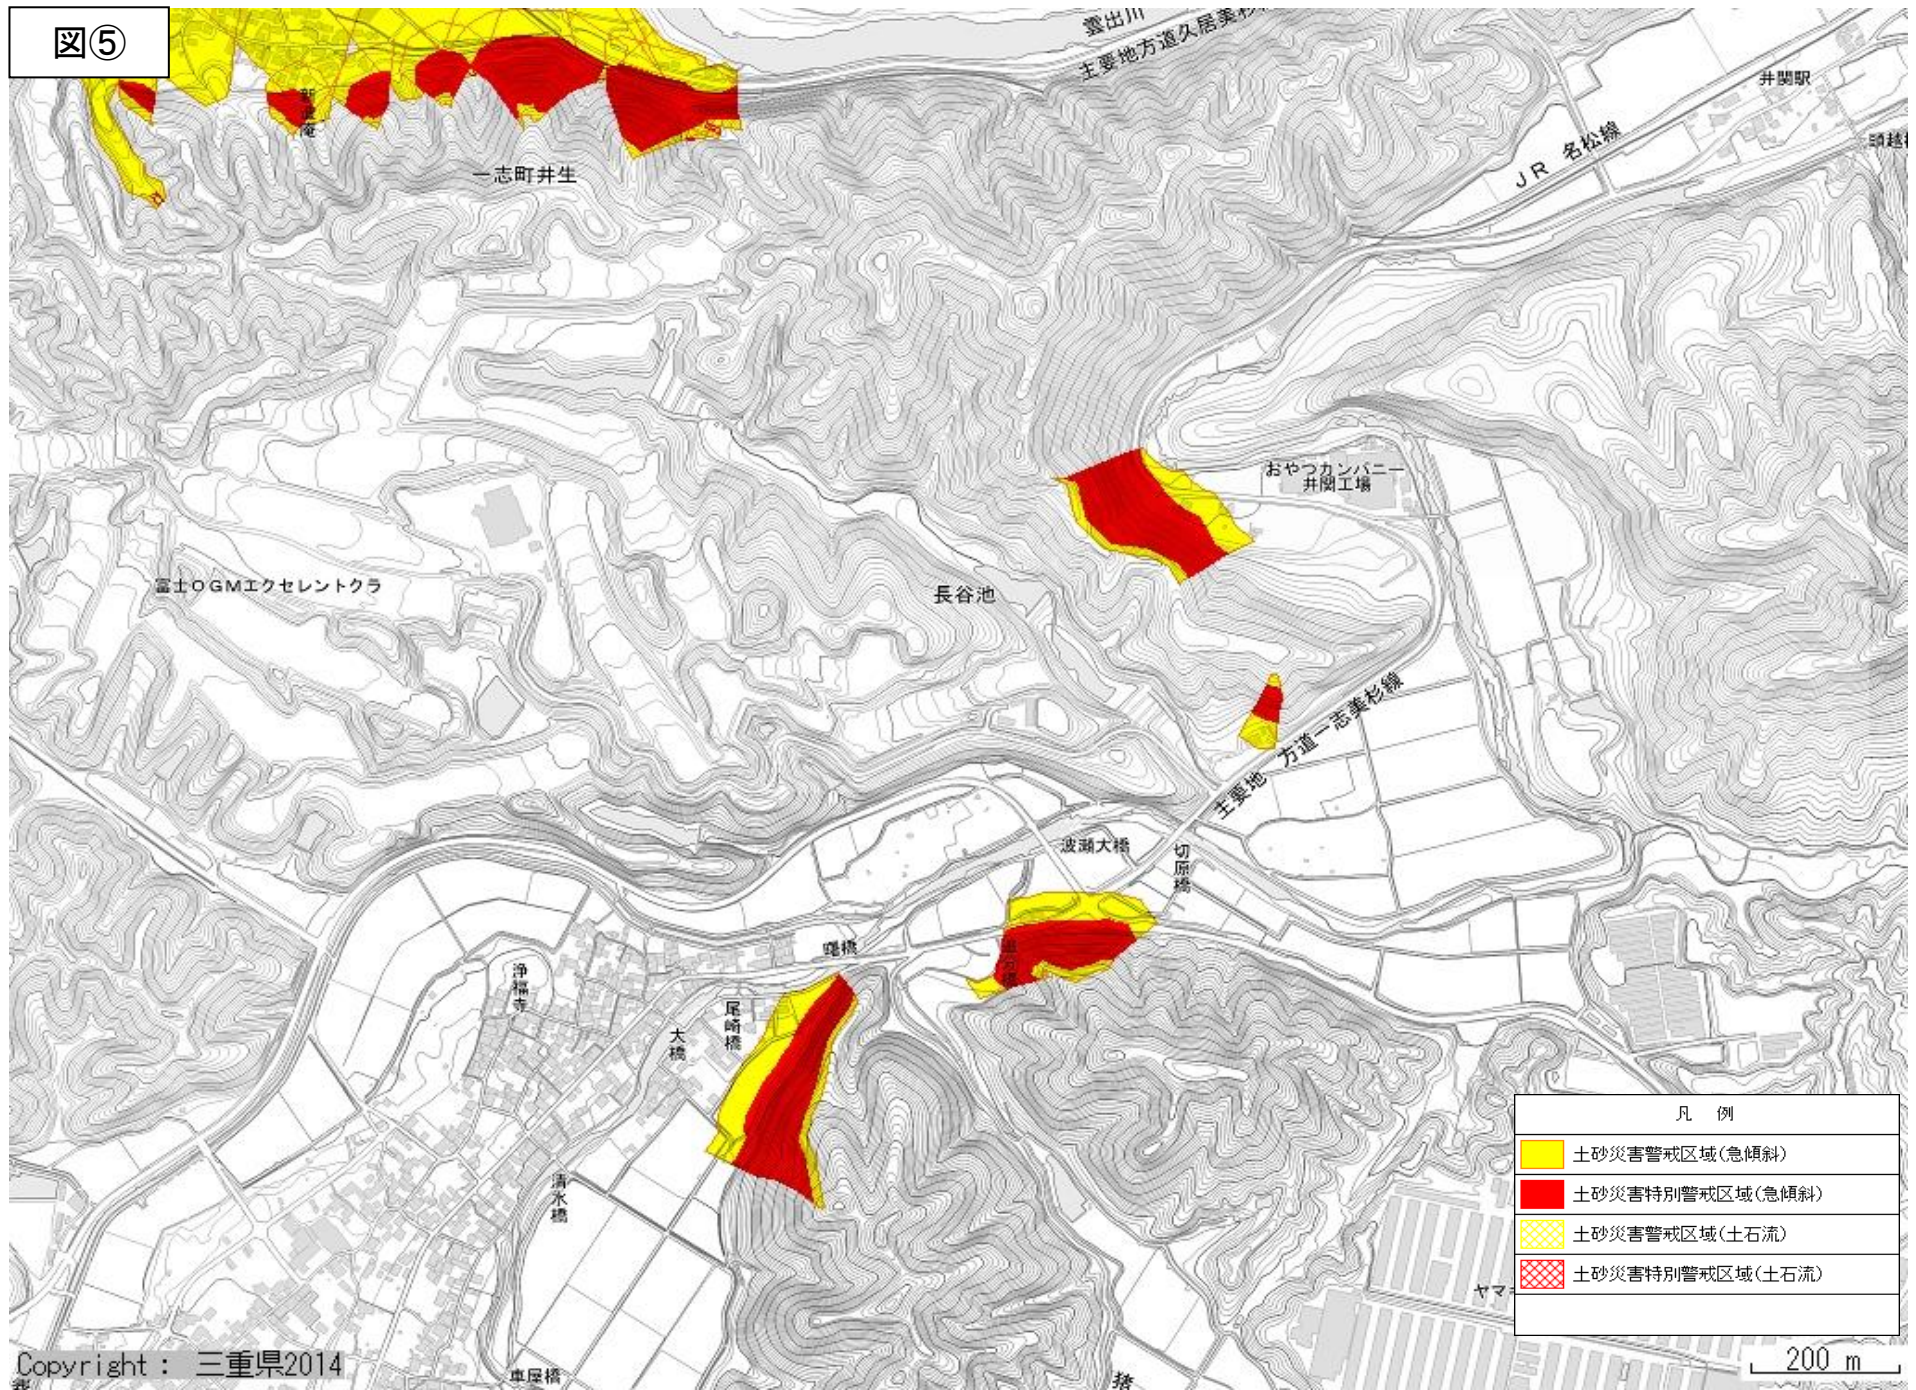 図⑤
雲出川
主要地方道久居美杉
井関駅
JR 名松線
新盛庵
一志町井生
おやつカンパニー
井関工場
富士OGMエクセレントクラ
長谷池
主要地方道一志美杉線
波瀬大橋
切原橋
曙橋
浄福寺
尾崎橋
大橋
清水橋
車屋橋
凡 例
土砂災害警戒区域(急傾斜)
土砂災害特別警戒区域(急傾斜)
土砂災害警戒区域(土石流)
土砂災害特別警戒区域(土石流)
ヤマ
Copyright : 三重県2014
200 m